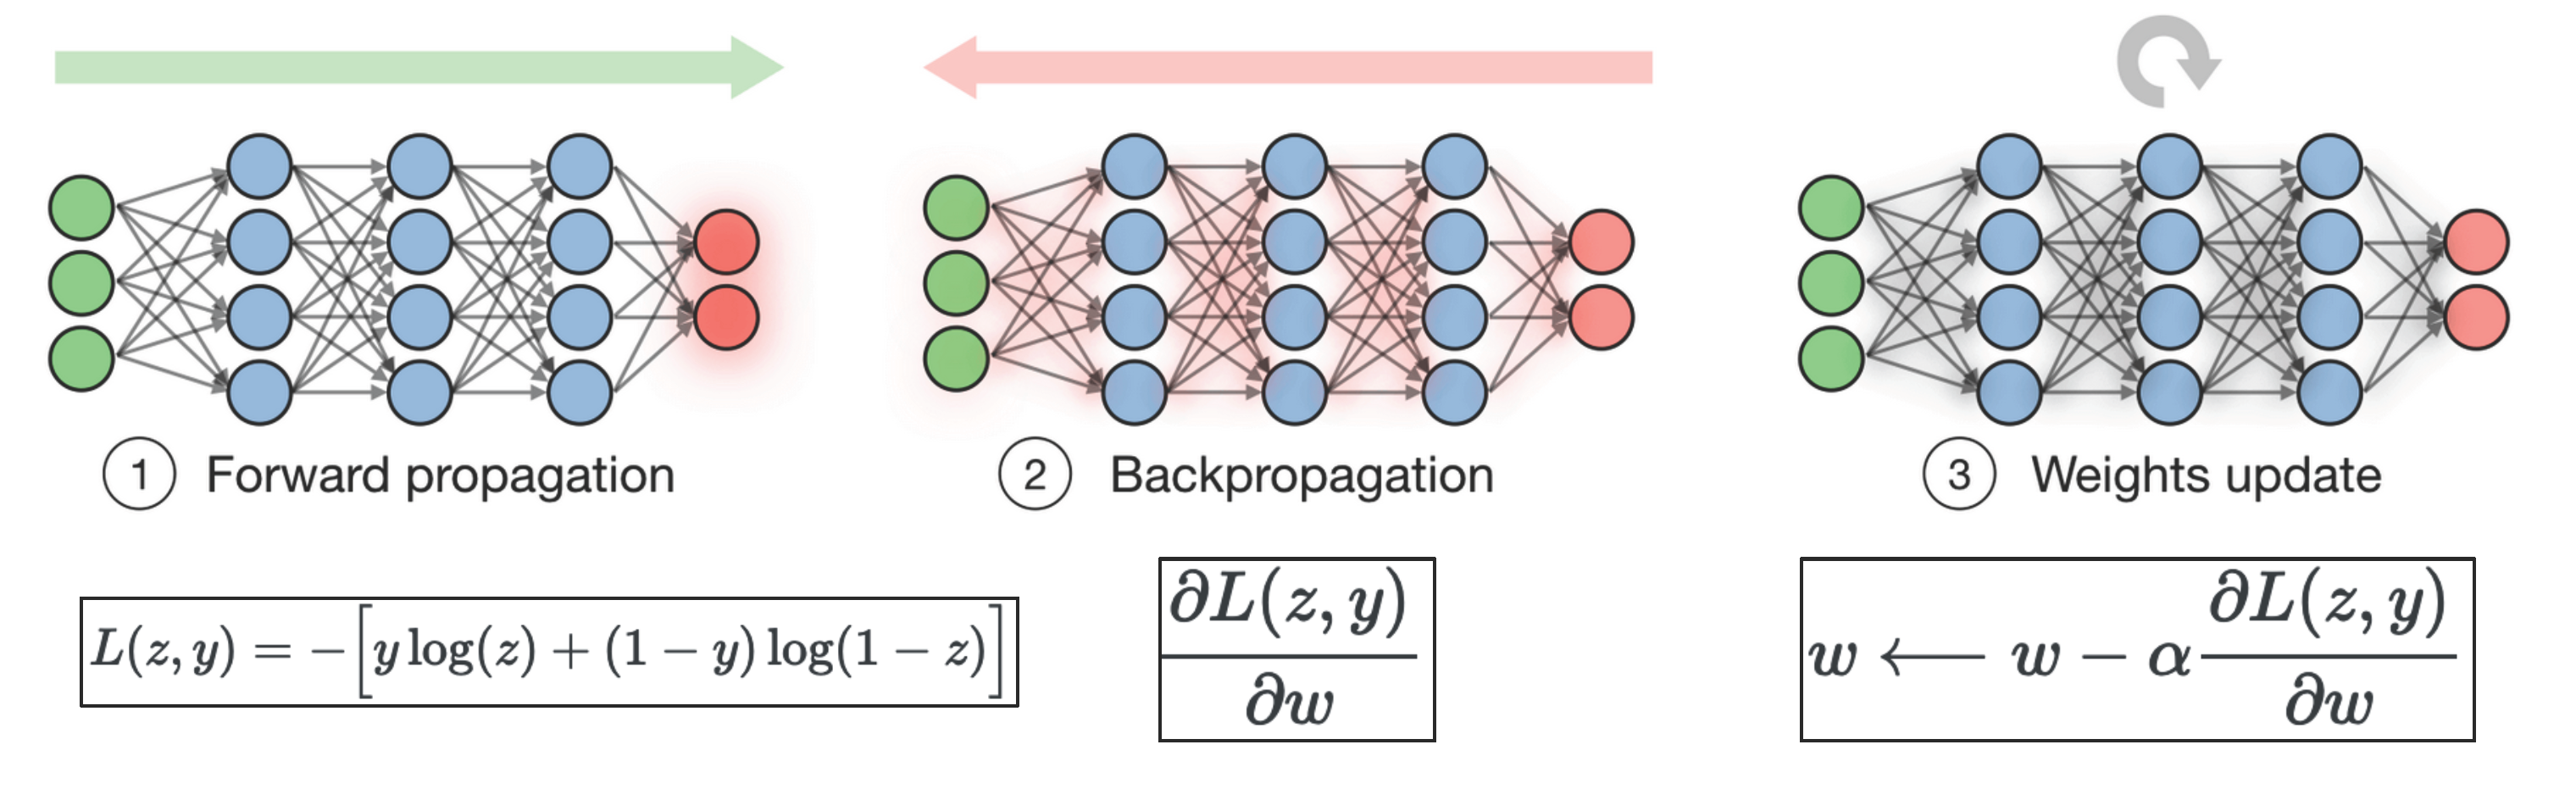 1 Forward propagation
2 Backpropagation
3 Weights update
L(z, y) = −[y log(z) + (1 − y) log(1 − z)]
∂L(z, y)
∂w
w ⟵ w − α ∂L(z, y)
∂w